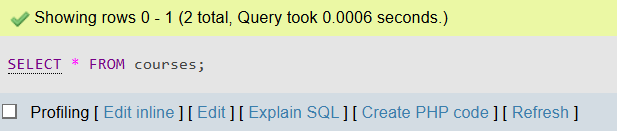 Showing rows 0 - 1 (2 total, Query took 0.0006 seconds.)
SELECT * FROM courses;
Profiling [ Edit inline ] [ Edit ] [ Explain SQL ] [ Create PHP code ] [ Refresh ]